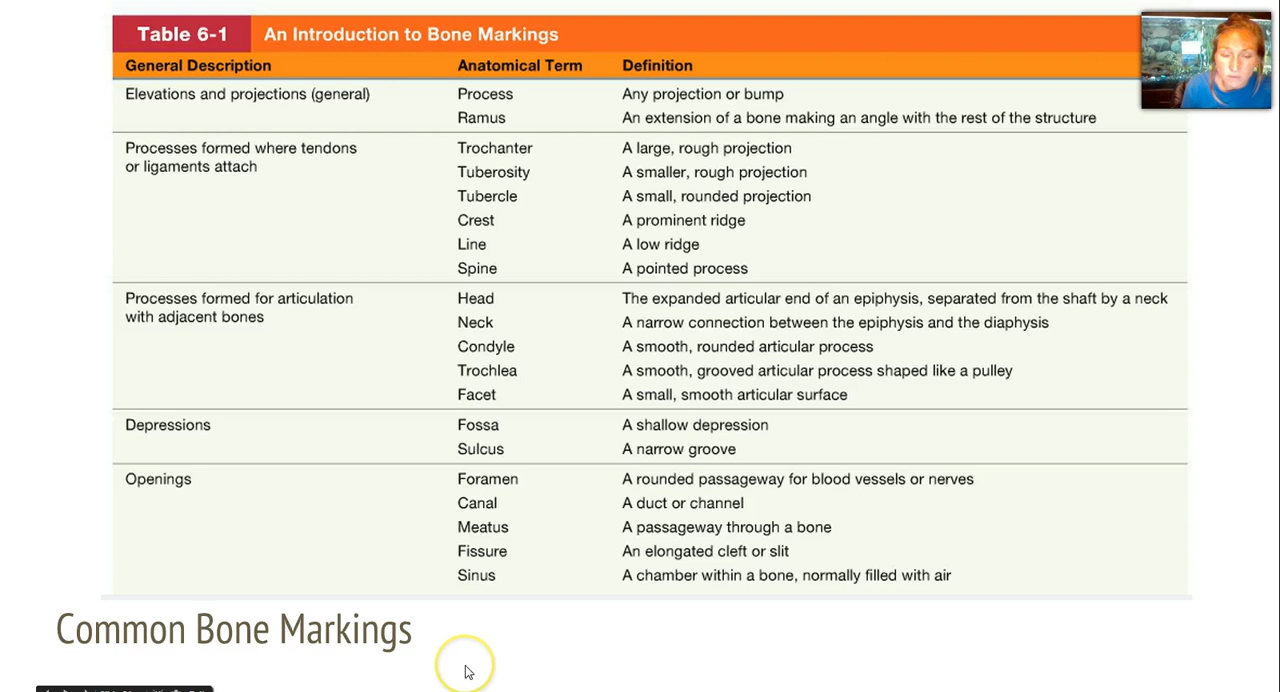 Table 6-1 An Introduction to Bone Markings
General Description Anatomical Term Definition
Elevations and projections (general) Process Any projection or bump
Ramus An extension of a bone making an angle with the rest of the structure
Processes formed where tendons Trochanter A large, rough projection
or ligaments attach
Tuberosity A smaller, rough projection
Tubercle A small, rounded projection
Crest A prominent ridge
Line A low ridge
Spine A pointed process
Processes formed for articulation Head The expanded articular end of an epiphysis, separated from the shaft by a neck
with adjacent bones
Neck A narrow connection between the epiphysis and the diaphysis
Condyle A smooth, rounded articular process
Trochlea A smooth, grooved articular process shaped like a pulley
Facet A small, smooth articular surface
Depressions Fossa A shallow depression
Sulcus A narrow groove
Openings Foramen A rounded passageway for blood vessels or nerves
Canal A duct or channel
Meatus A passageway through a bone
Fissure An elongated cleft or slit
Sinus A chamber within a bone, normally filled with air
Common Bone Markings